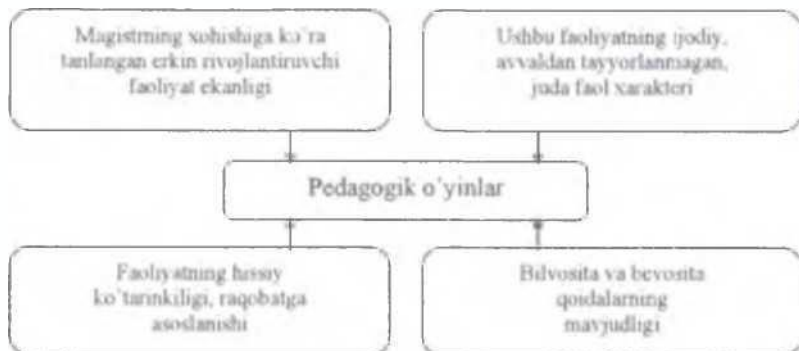 Magistrning xohishiga ko'ra
tanlangan erkin rivojlantiruvchi
faoliyat ekanligi
Ushbu faoliyatning ijodiy,
avvaldan tayyorlanmagan,
juda faol xarakteri
Pedagogik o'yinlar
Faoliyatning hissiy
ko'tarinkiligi, raqobatga
asoslanishi
Bilvosita va bevosita
qoidalarning
mavjudligi